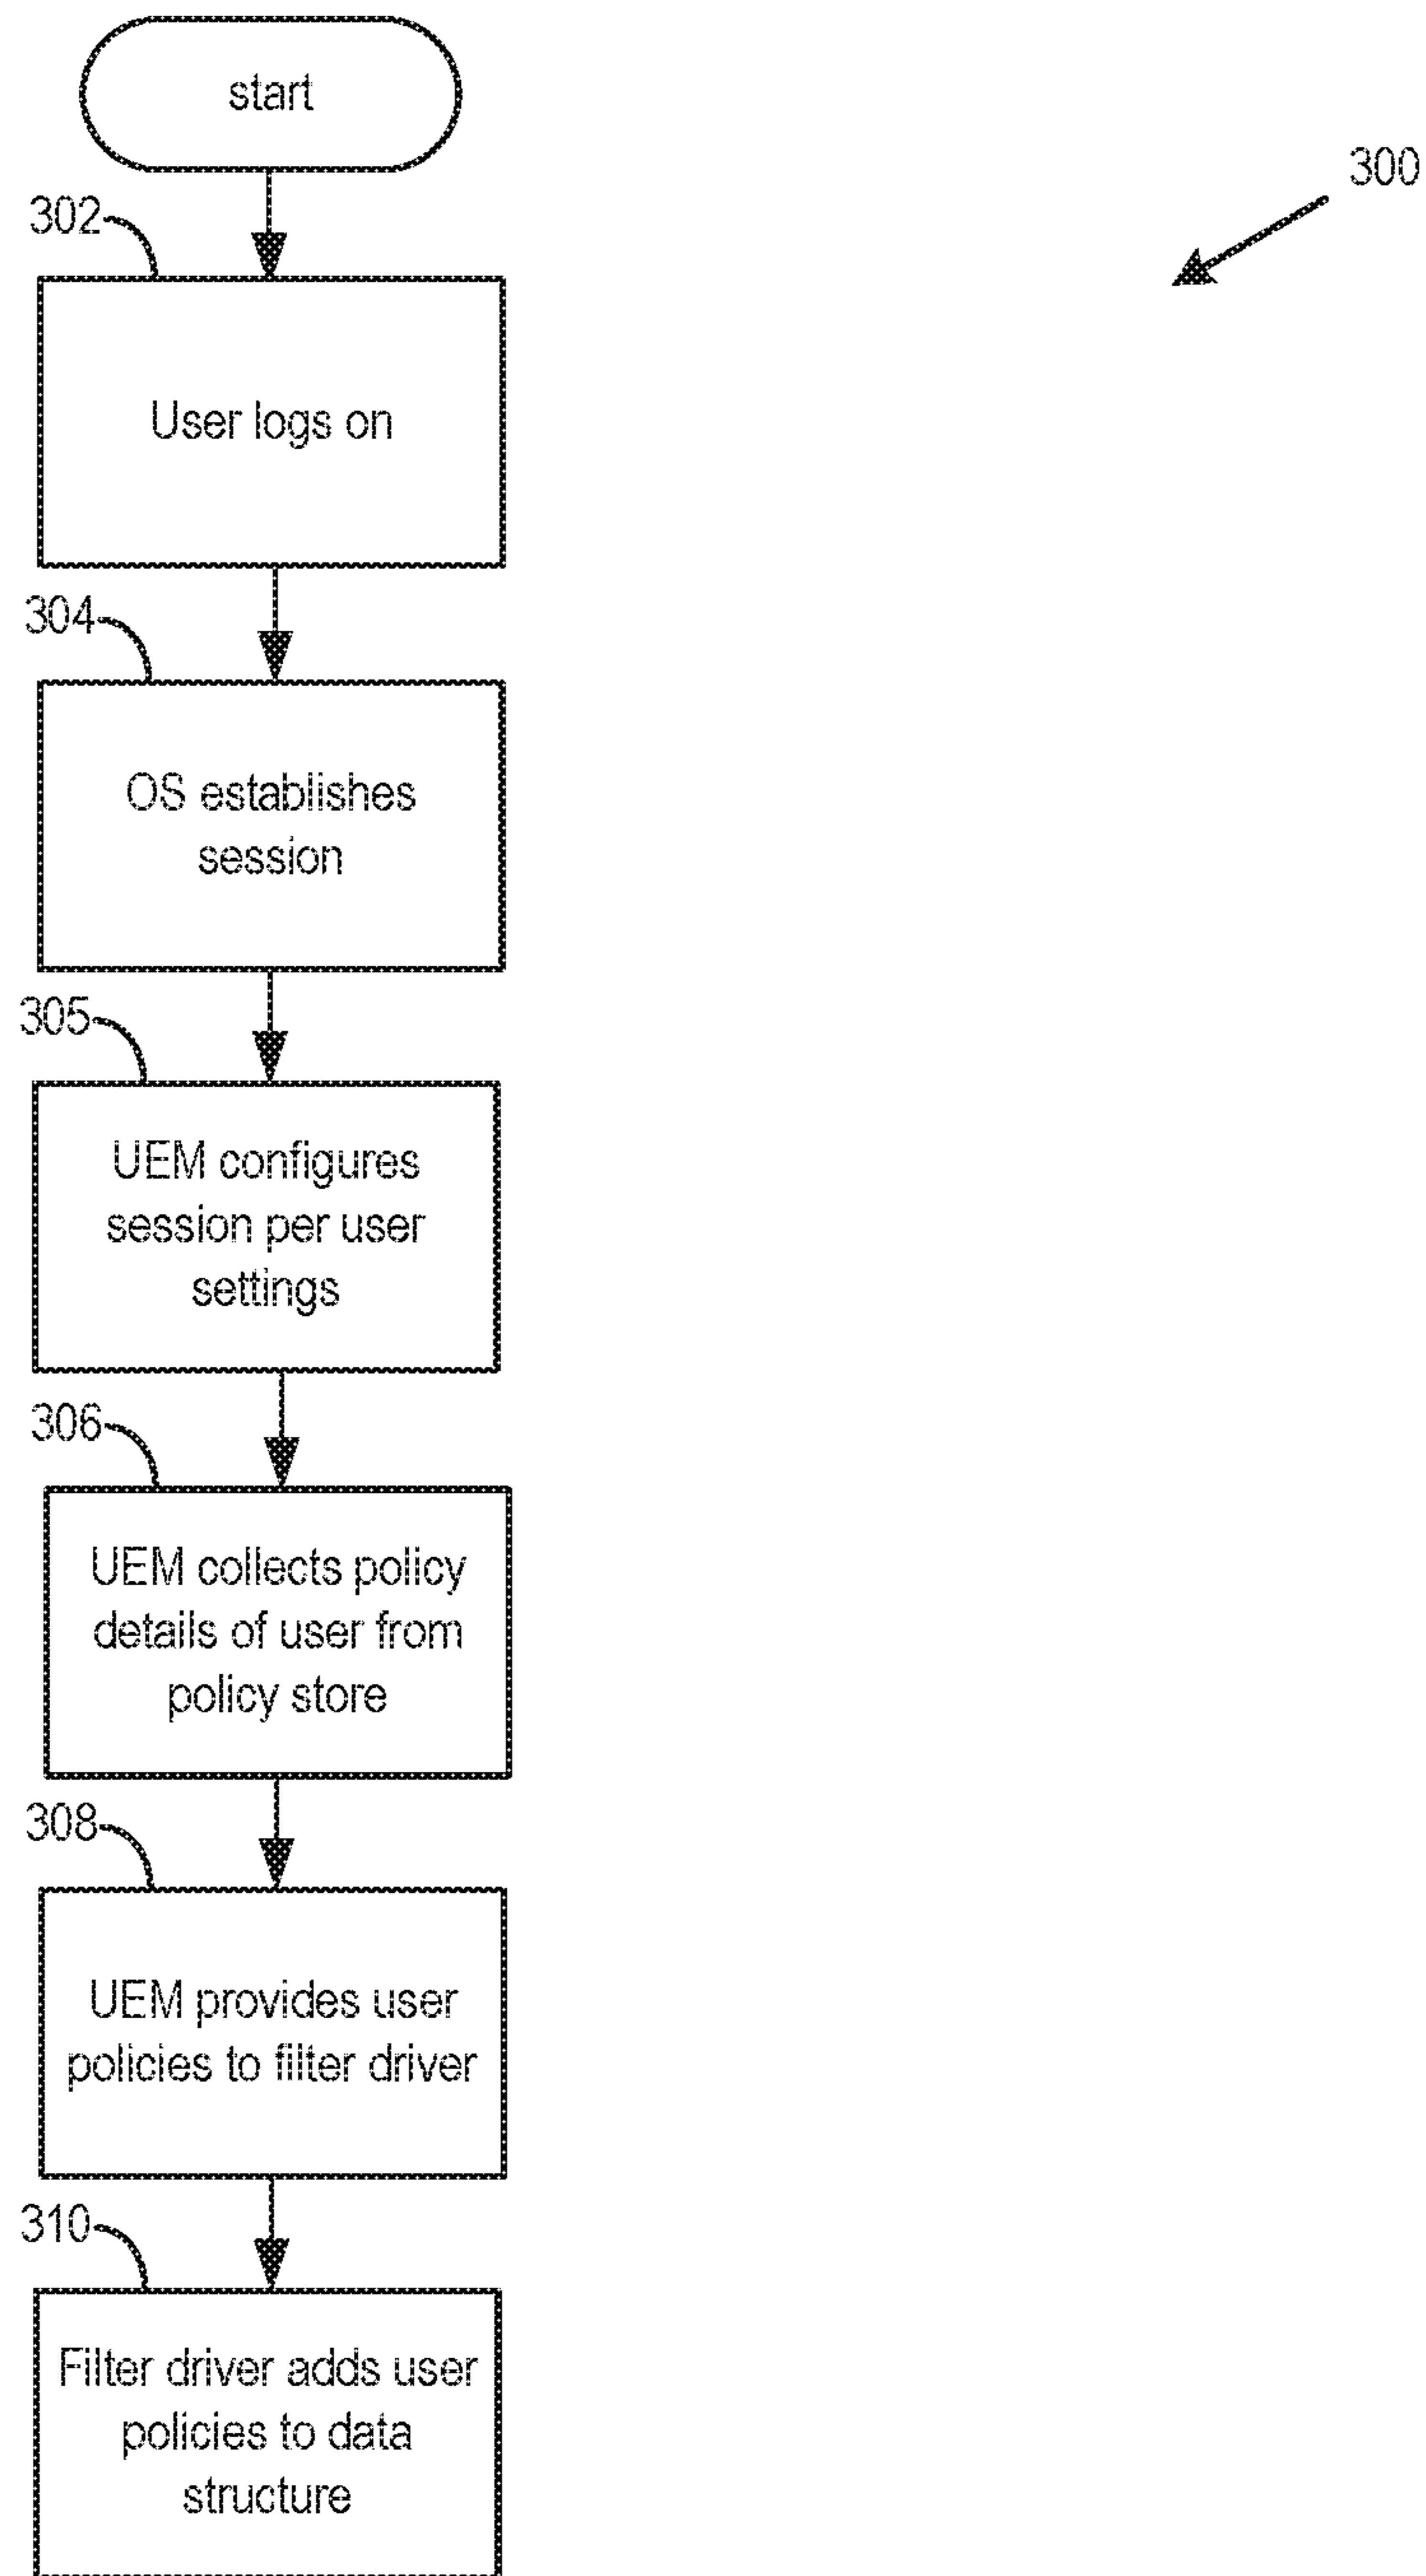 start
300
302
User logs on
304
OS establishes
session
305
UEM configures
session per user
settings
306
UEM collects policy
details of user from
policy store
308
UEM provides user
policies to filter driver
310
Filter driver adds user
policies to data
structure